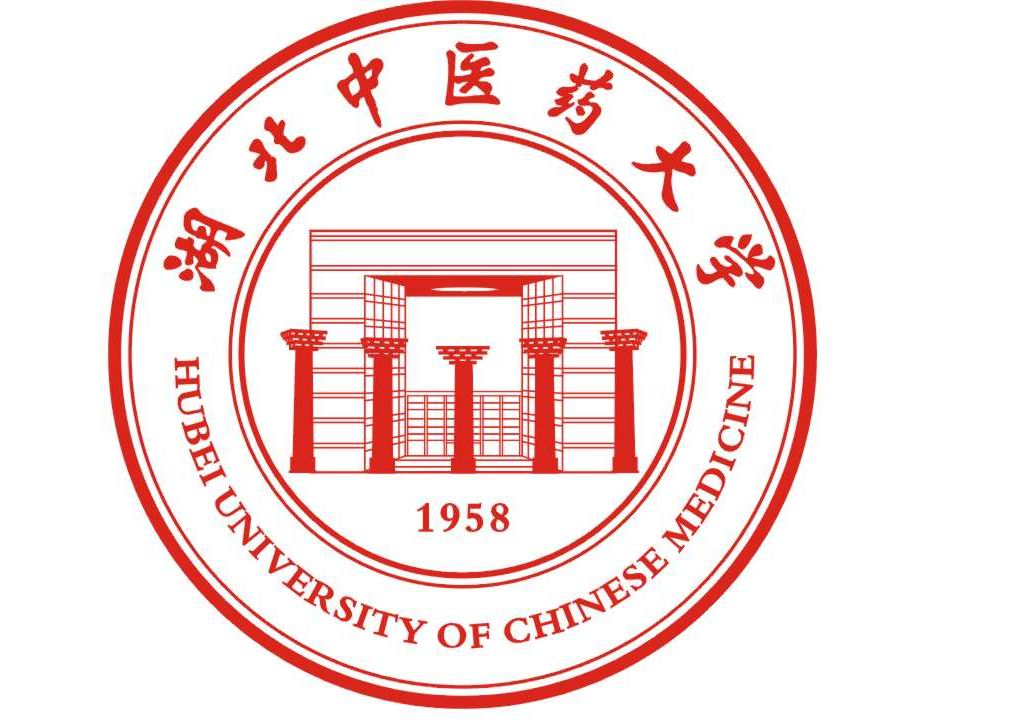 湖北中医药大学
1958
HUBEI UNIVERSITY OF CHINESE MEDICINE